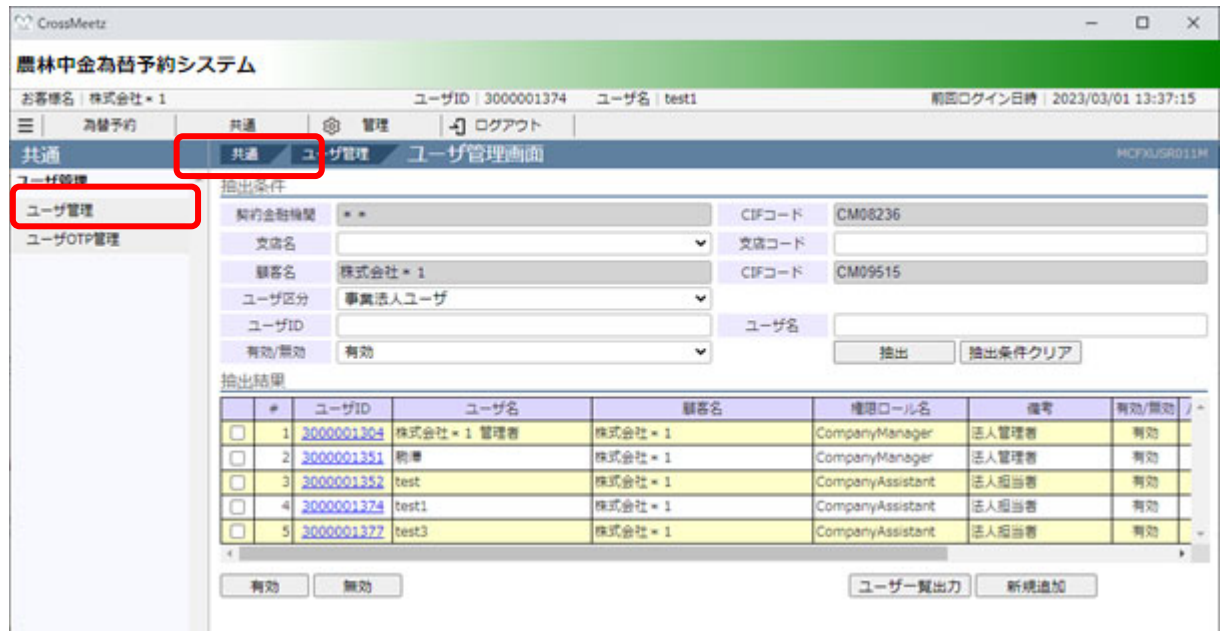 CrossMeetz
農林中金為替予約システム
お客様名 株式会社*1 ユーザID 3000001374 ユーザ名 test1 前回ログイン日時 2023/03/01 13:37:15
為替予約 共通 管理 ログアウト
共通 共通 ユーザ管理 ユーザ管理画面 MCFXUSR011M
ユーザ管理
ユーザ管理
ユーザOTP管理
抽出条件
契約金融機関 * * CIFコード CM08236
支店名 支店コード
顧客名 株式会社*1 CIFコード CM09515
ユーザ区分 事業法人ユーザ
ユーザID ユーザ名
有効/無効 有効 抽出 抽出条件クリア
抽出結果
# ユーザID ユーザ名 顧客名 権限ロール名 備考 有効/無効
1 3000001304 株式会社*1 管理者 株式会社*1 CompanyManager 法人管理者 有効
2 3000001351 駒澤 株式会社*1 CompanyManager 法人管理者 有効
3 3000001352 test 株式会社*1 CompanyAssistant 法人担当者 有効
4 3000001374 test1 株式会社*1 CompanyAssistant 法人担当者 有効
5 3000001377 test3 株式会社*1 CompanyAssistant 法人担当者 有効
有効 無効 ユーザ一覧出力 新規追加